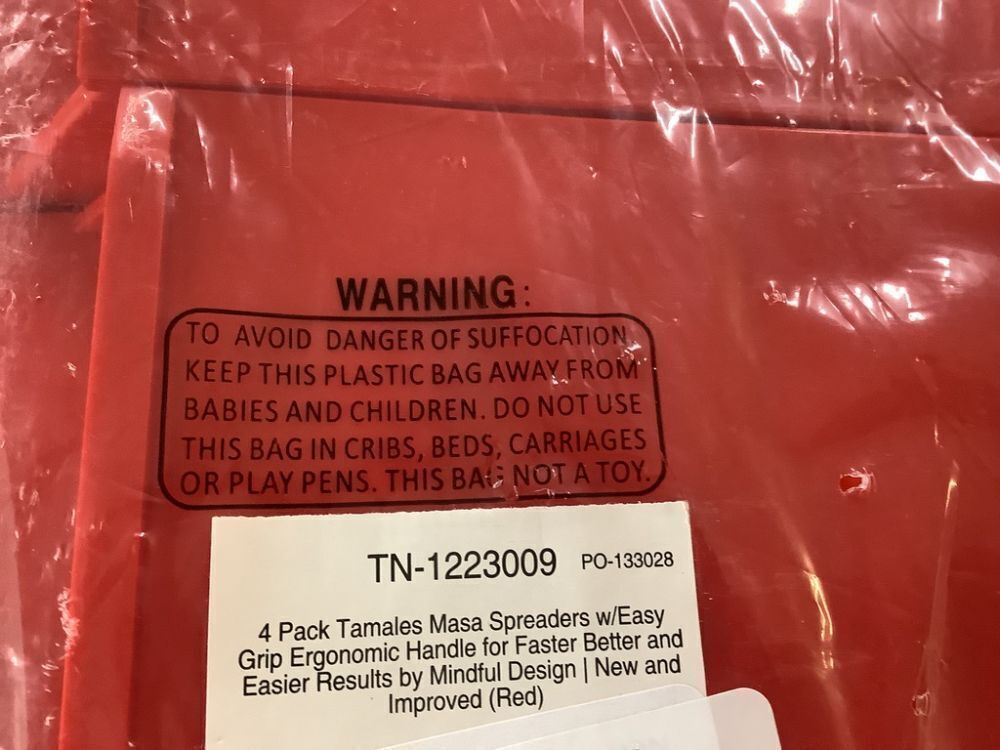 WARNING:
TO AVOID DANGER OF SUFFOCATION
KEEP THIS PLASTIC BAG AWAY FROM
BABIES AND CHILDREN. DO NOT USE
THIS BAG IN CRIBS, BEDS, CARRIAGES
OR PLAY PENS. THIS BAG NOT A TOY.
TN-1223009 PO-133028
4 Pack Tamales Masa Spreaders w/Easy
Grip Ergonomic Handle for Faster Better and
Easier Results by Mindful Design | New and
Improved (Red)